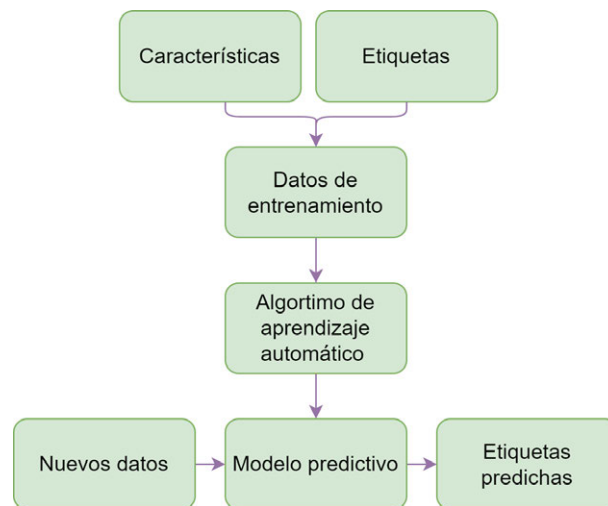 Características
Etiquetas
Datos de
entrenamiento
Algortimo de
aprendizaje
automático
Nuevos datos
Modelo predictivo
Etiquetas
predichas